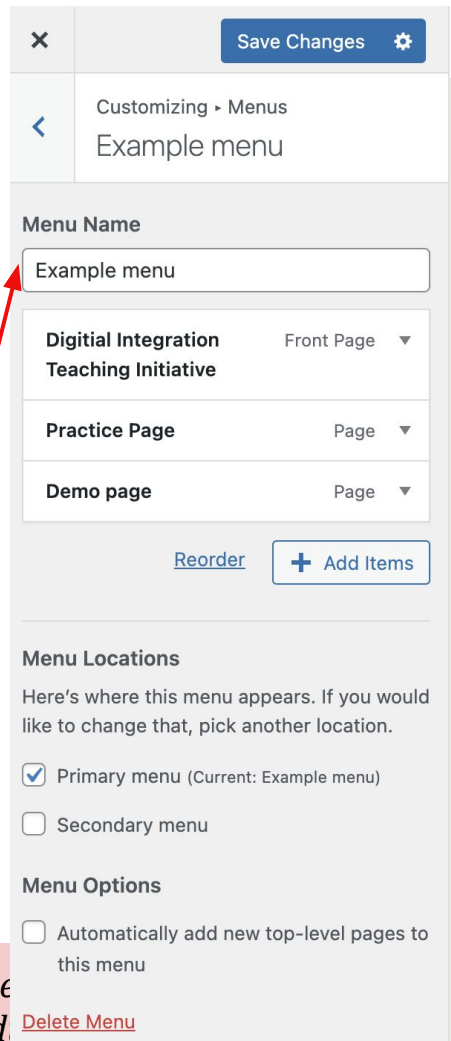 Save Changes
Customizing ▸ Menus
Example menu
Menu Name
Example menu
Digitial Integration Front Page
Teaching Initiative
Practice Page Page
Demo page Page
Reorder + Add Items
Menu Locations
Here's where this menu appears. If you would
like to change that, pick another location.
Primary menu (Current: Example menu)
Secondary menu
Menu Options
Automatically add new top-level pages to
this menu
Delete Menu